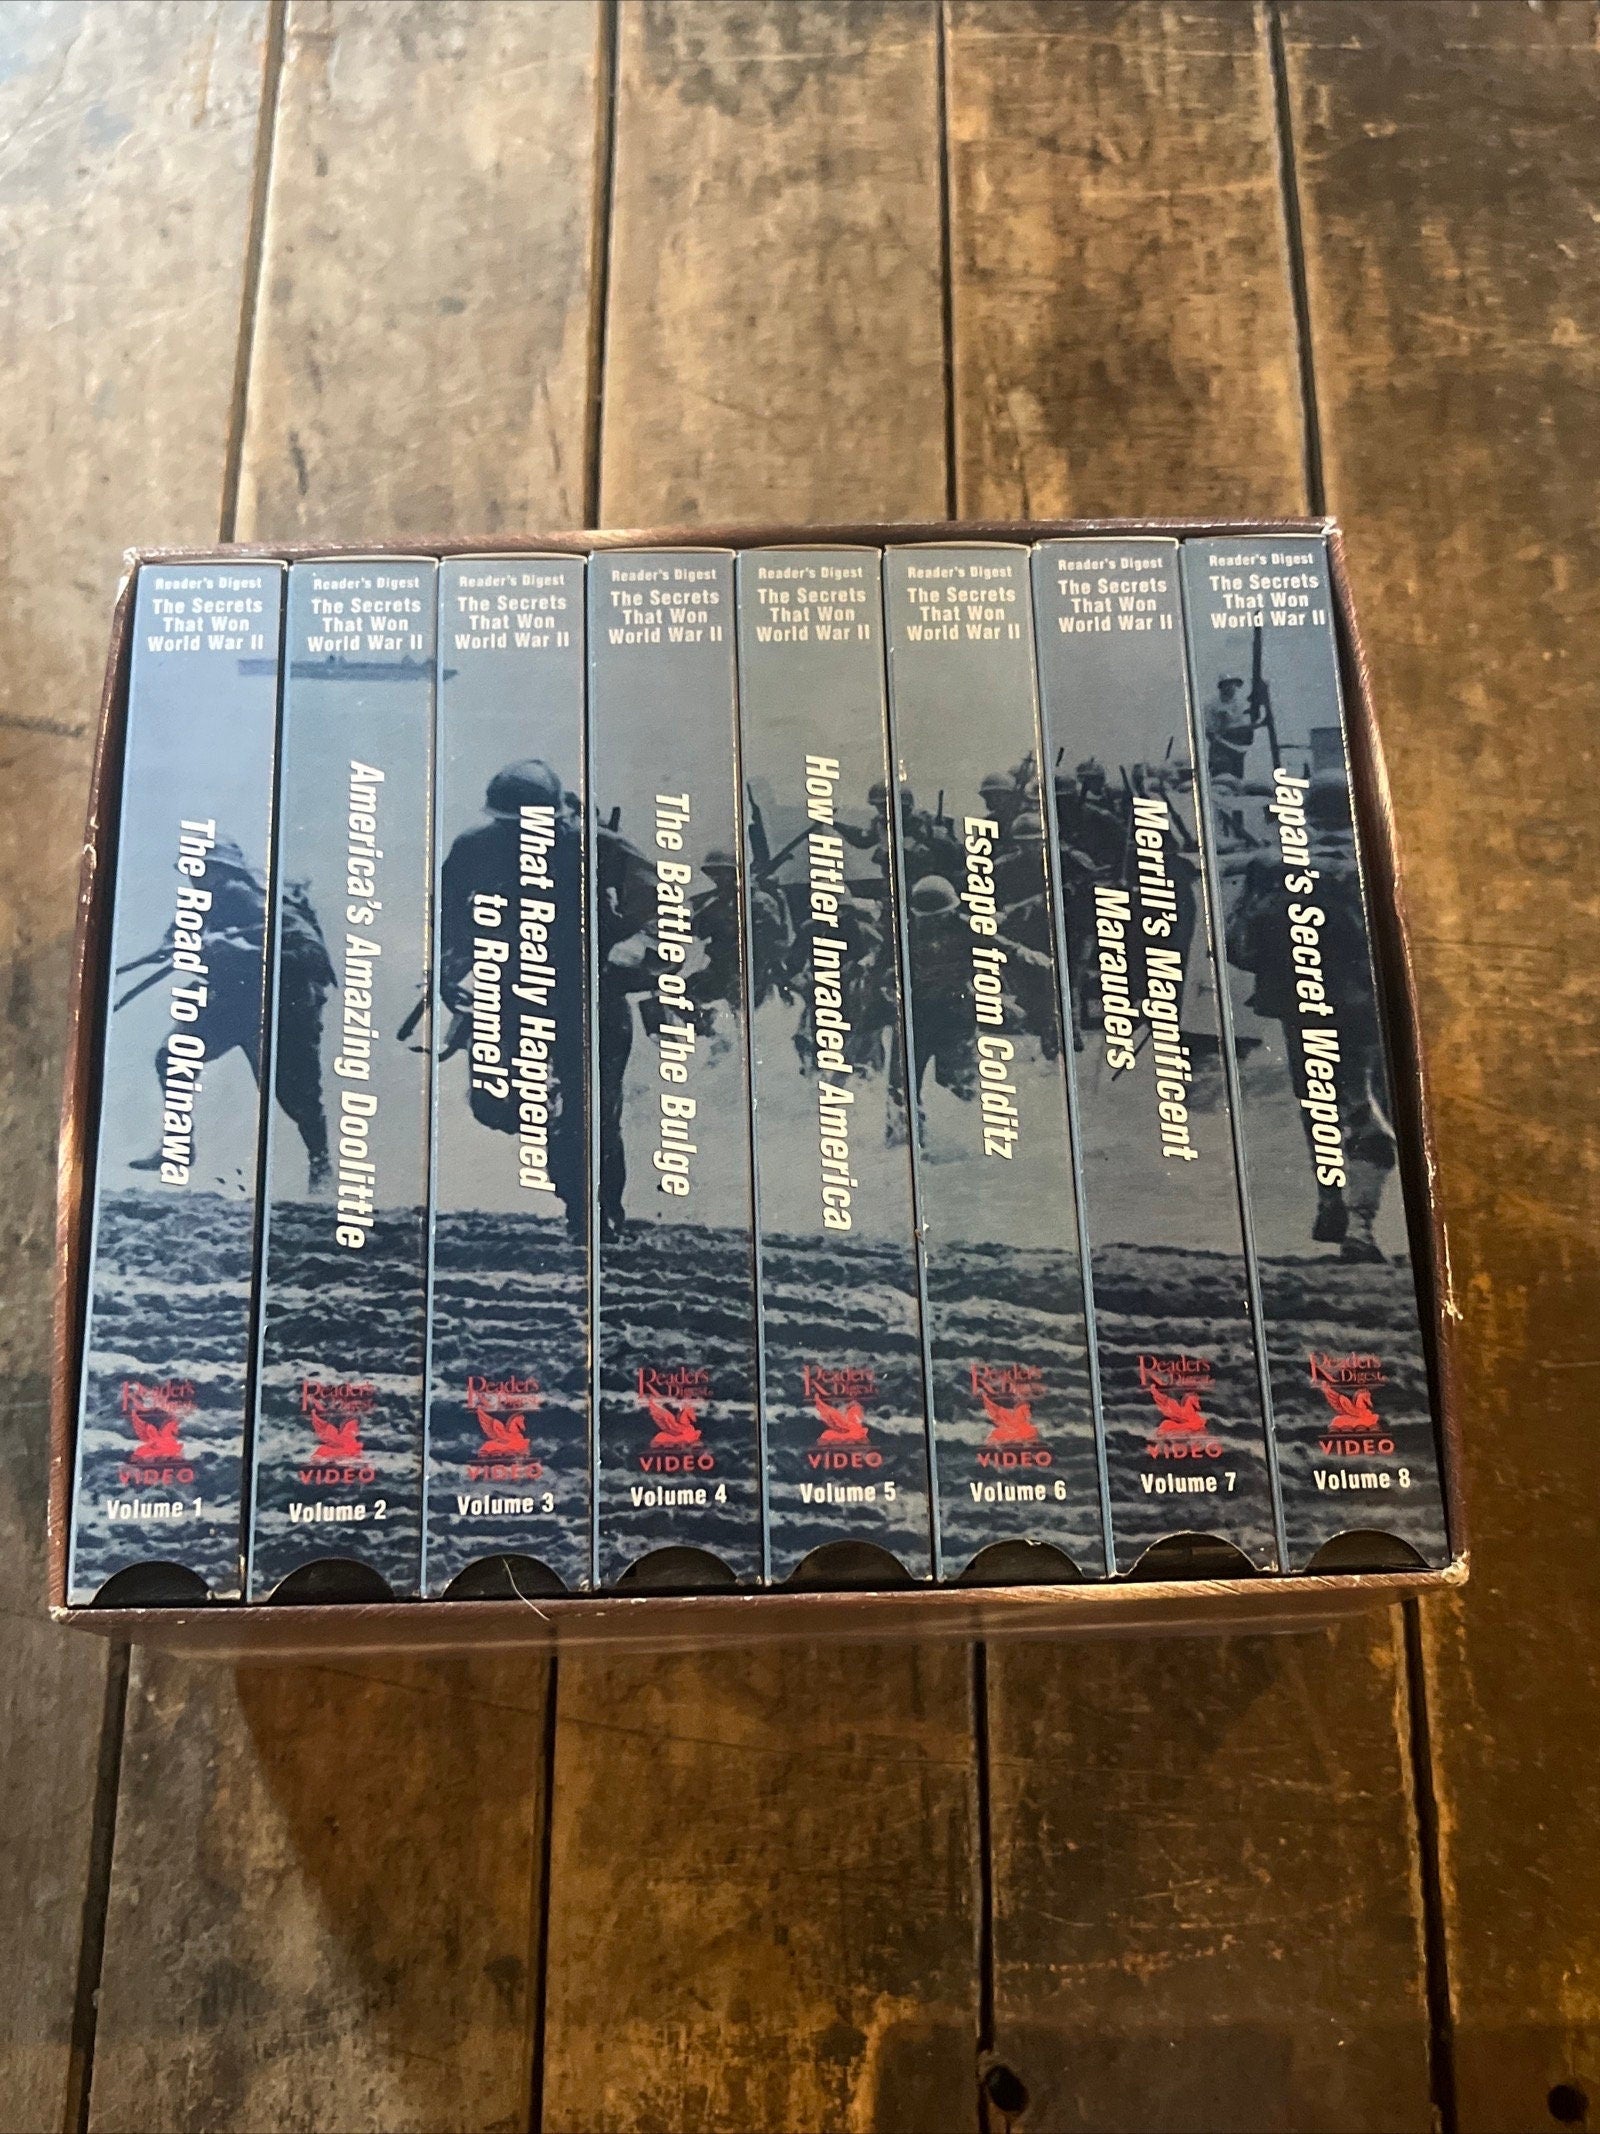 Reader's Digest
The Secrets
That Won
World War II
The Road To Okinawa
Reader's
Digest
VIDEO
Volume 1
Reader's Digest
The Secrets
That Won
World War II
America's Amazing Doolittle
Reader's
Digest
VIDEO
Volume 2
Reader's Digest
The Secrets
That Won
World War II
What Really Happened
to Rommel?
Reader's
Digest
VIDEO
Volume 3
Reader's Digest
The Secrets
That Won
World War II
The Battle of The Bulge
Reader's
Digest
VIDEO
Volume 4
Reader's Digest
The Secrets
That Won
World War II
How Hitler Invaded America
Reader's
Digest
VIDEO
Volume 5
Reader's Digest
The Secrets
That Won
World War II
Escape from Colditz
Reader's
Digest
VIDEO
Volume 6
Reader's Digest
The Secrets
That Won
World War II
Merrill's Magnificent
Marauders
Reader's
Digest
VIDEO
Volume 7
Reader's Digest
The Secrets
That Won
World War II
Japan's Secret Weapons
Reader's
Digest
VIDEO
Volume 8